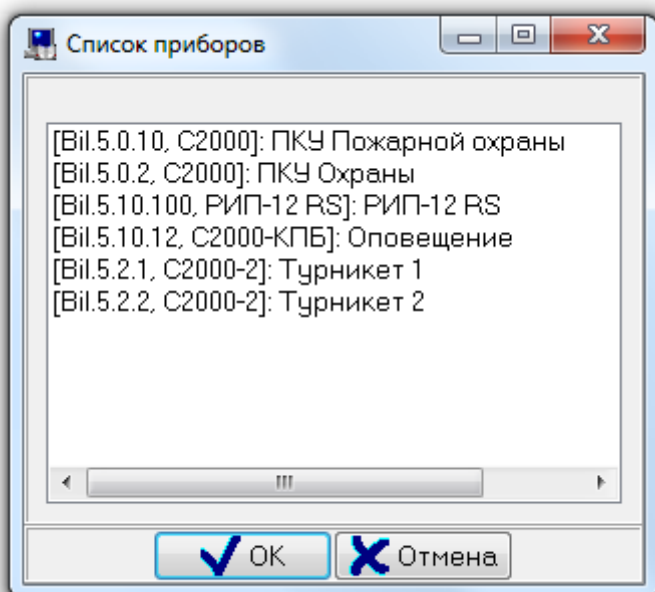 Список приборов
[Bil.5.0.10, С2000]: ПКУ Пожарной охраны
[Bil.5.0.2, С2000]: ПКУ Охраны
[Bil.5.10.100, РИП-12 RS]: РИП-12 RS
[Bil.5.10.12, С2000-КПБ]: Оповещение
[Bil.5.2.1, С2000-2]: Турникет 1
[Bil.5.2.2, С2000-2]: Турникет 2
OK
Отмена